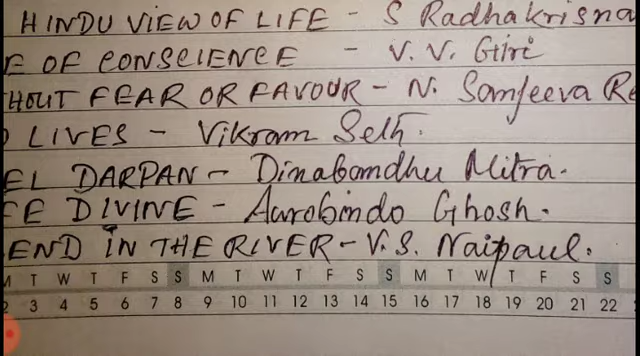 HINDU VIEW OF LIFE - S Radhakrisna
E OF CONSCIENCE - V. V. Giri
HOUT FEAR OR FAVOUR - N. Sanjeeva Re
LIVES - Vikram Seth.
EL DARPAN - Dinabandhu Mitra.
FE DIVINE - Aurobindo Ghosh.
END IN THE RIVER - V.S. Naipaul.
M T W T F S S M T W T F S S M T W T F S S
2 3 4 5 6 7 8 9 10 11 12 13 14 15 16 17 18 19 20 21 22